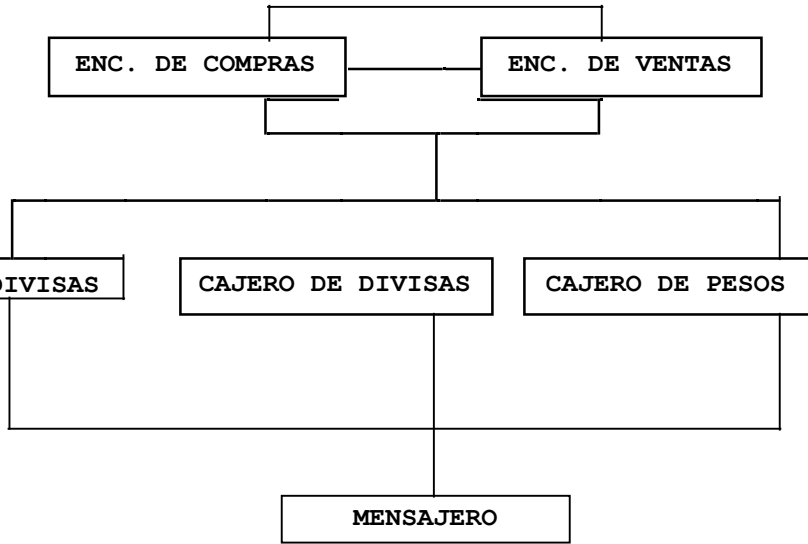 ENC. DE COMPRAS
ENC. DE VENTAS
DIVISAS
CAJERO DE DIVISAS
CAJERO DE PESOS
MENSAJERO